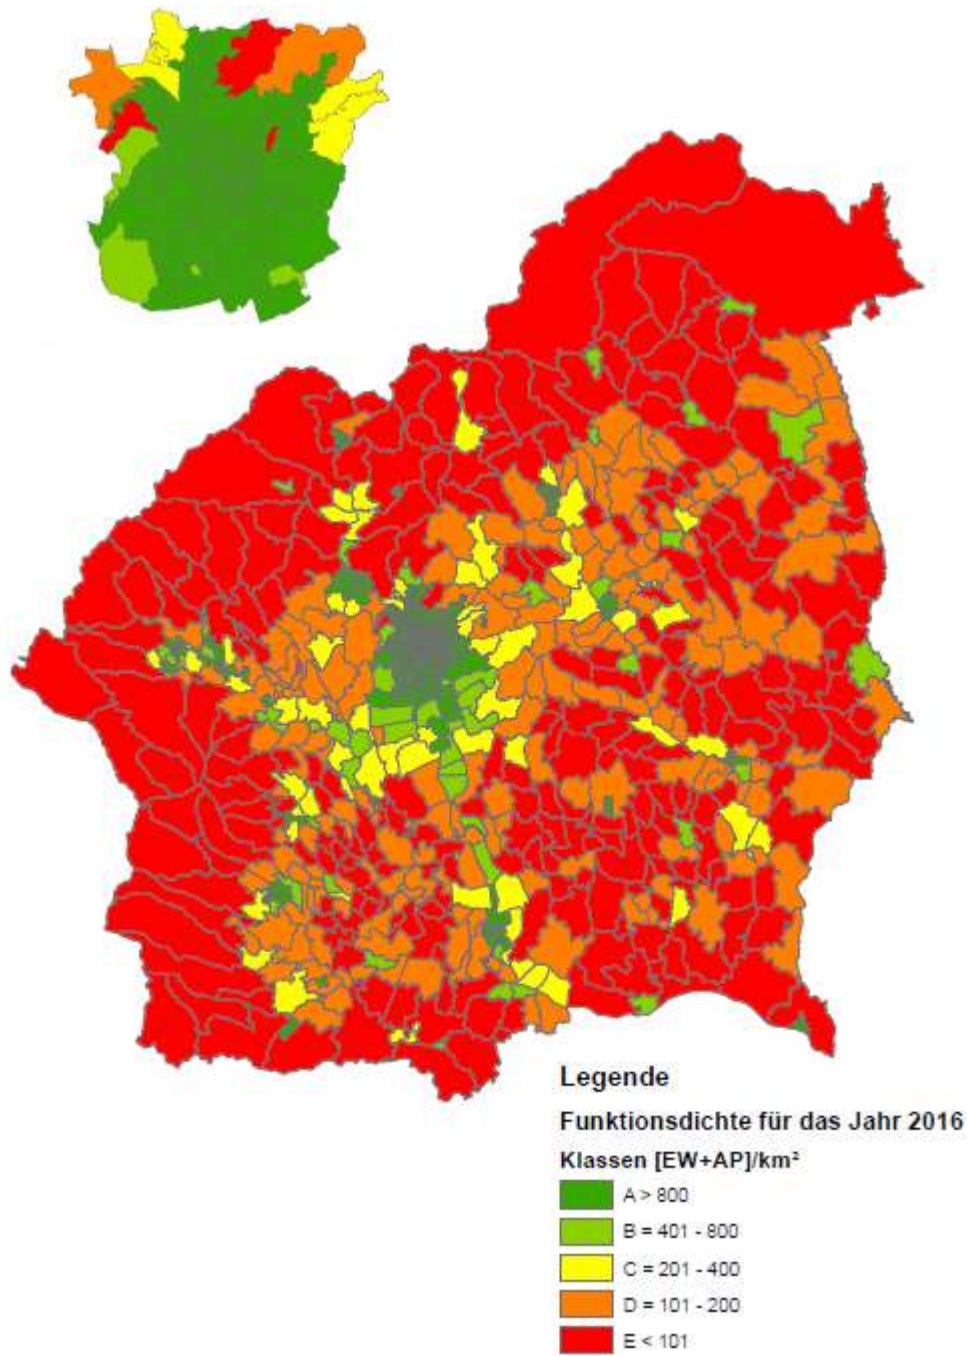 Legende
Funktionsdichte für das Jahr 2016
Klassen [EW+AP]/km²
A > 800
B = 401 - 800
C = 201 - 400
D = 101 - 200
E < 101